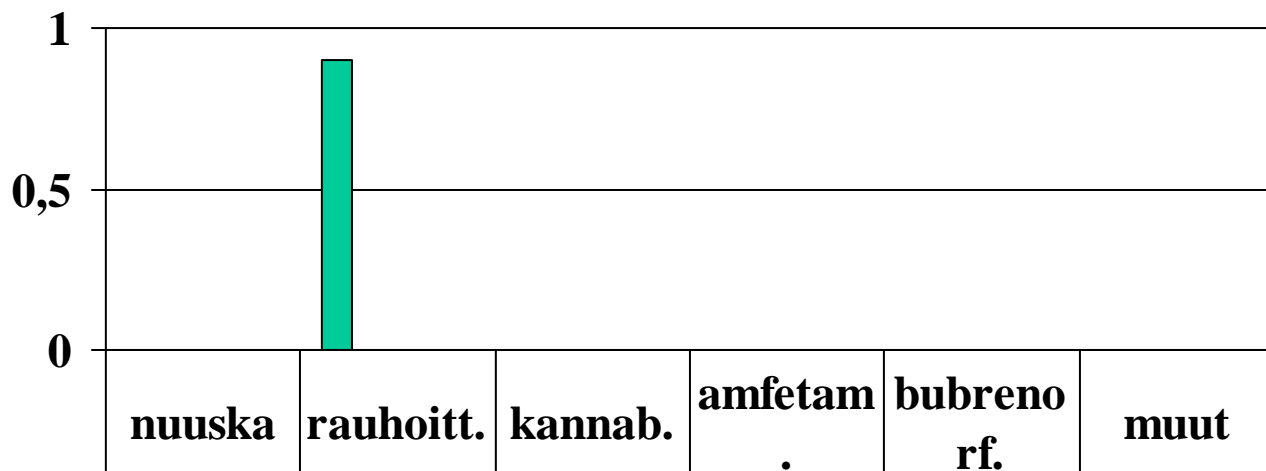 1
0,5
0
nuuska
rauhoitt.
kannab.
amfetam
.
bubreno
rf.
muut